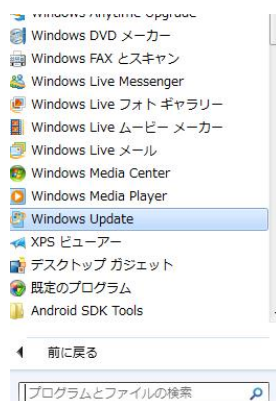 Windows Anytime Upgrade
Windows DVD メーカー
Windows FAX とスキャン
Windows Live Messenger
Windows Live フォト ギャラリー
Windows Live ムービー メーカー
Windows Live メール
Windows Media Center
Windows Media Player
Windows Update
XPS ビューアー
デスクトップ ガジェット
既定のプログラム
Android SDK Tools
前に戻る
プログラムとファイルの検索